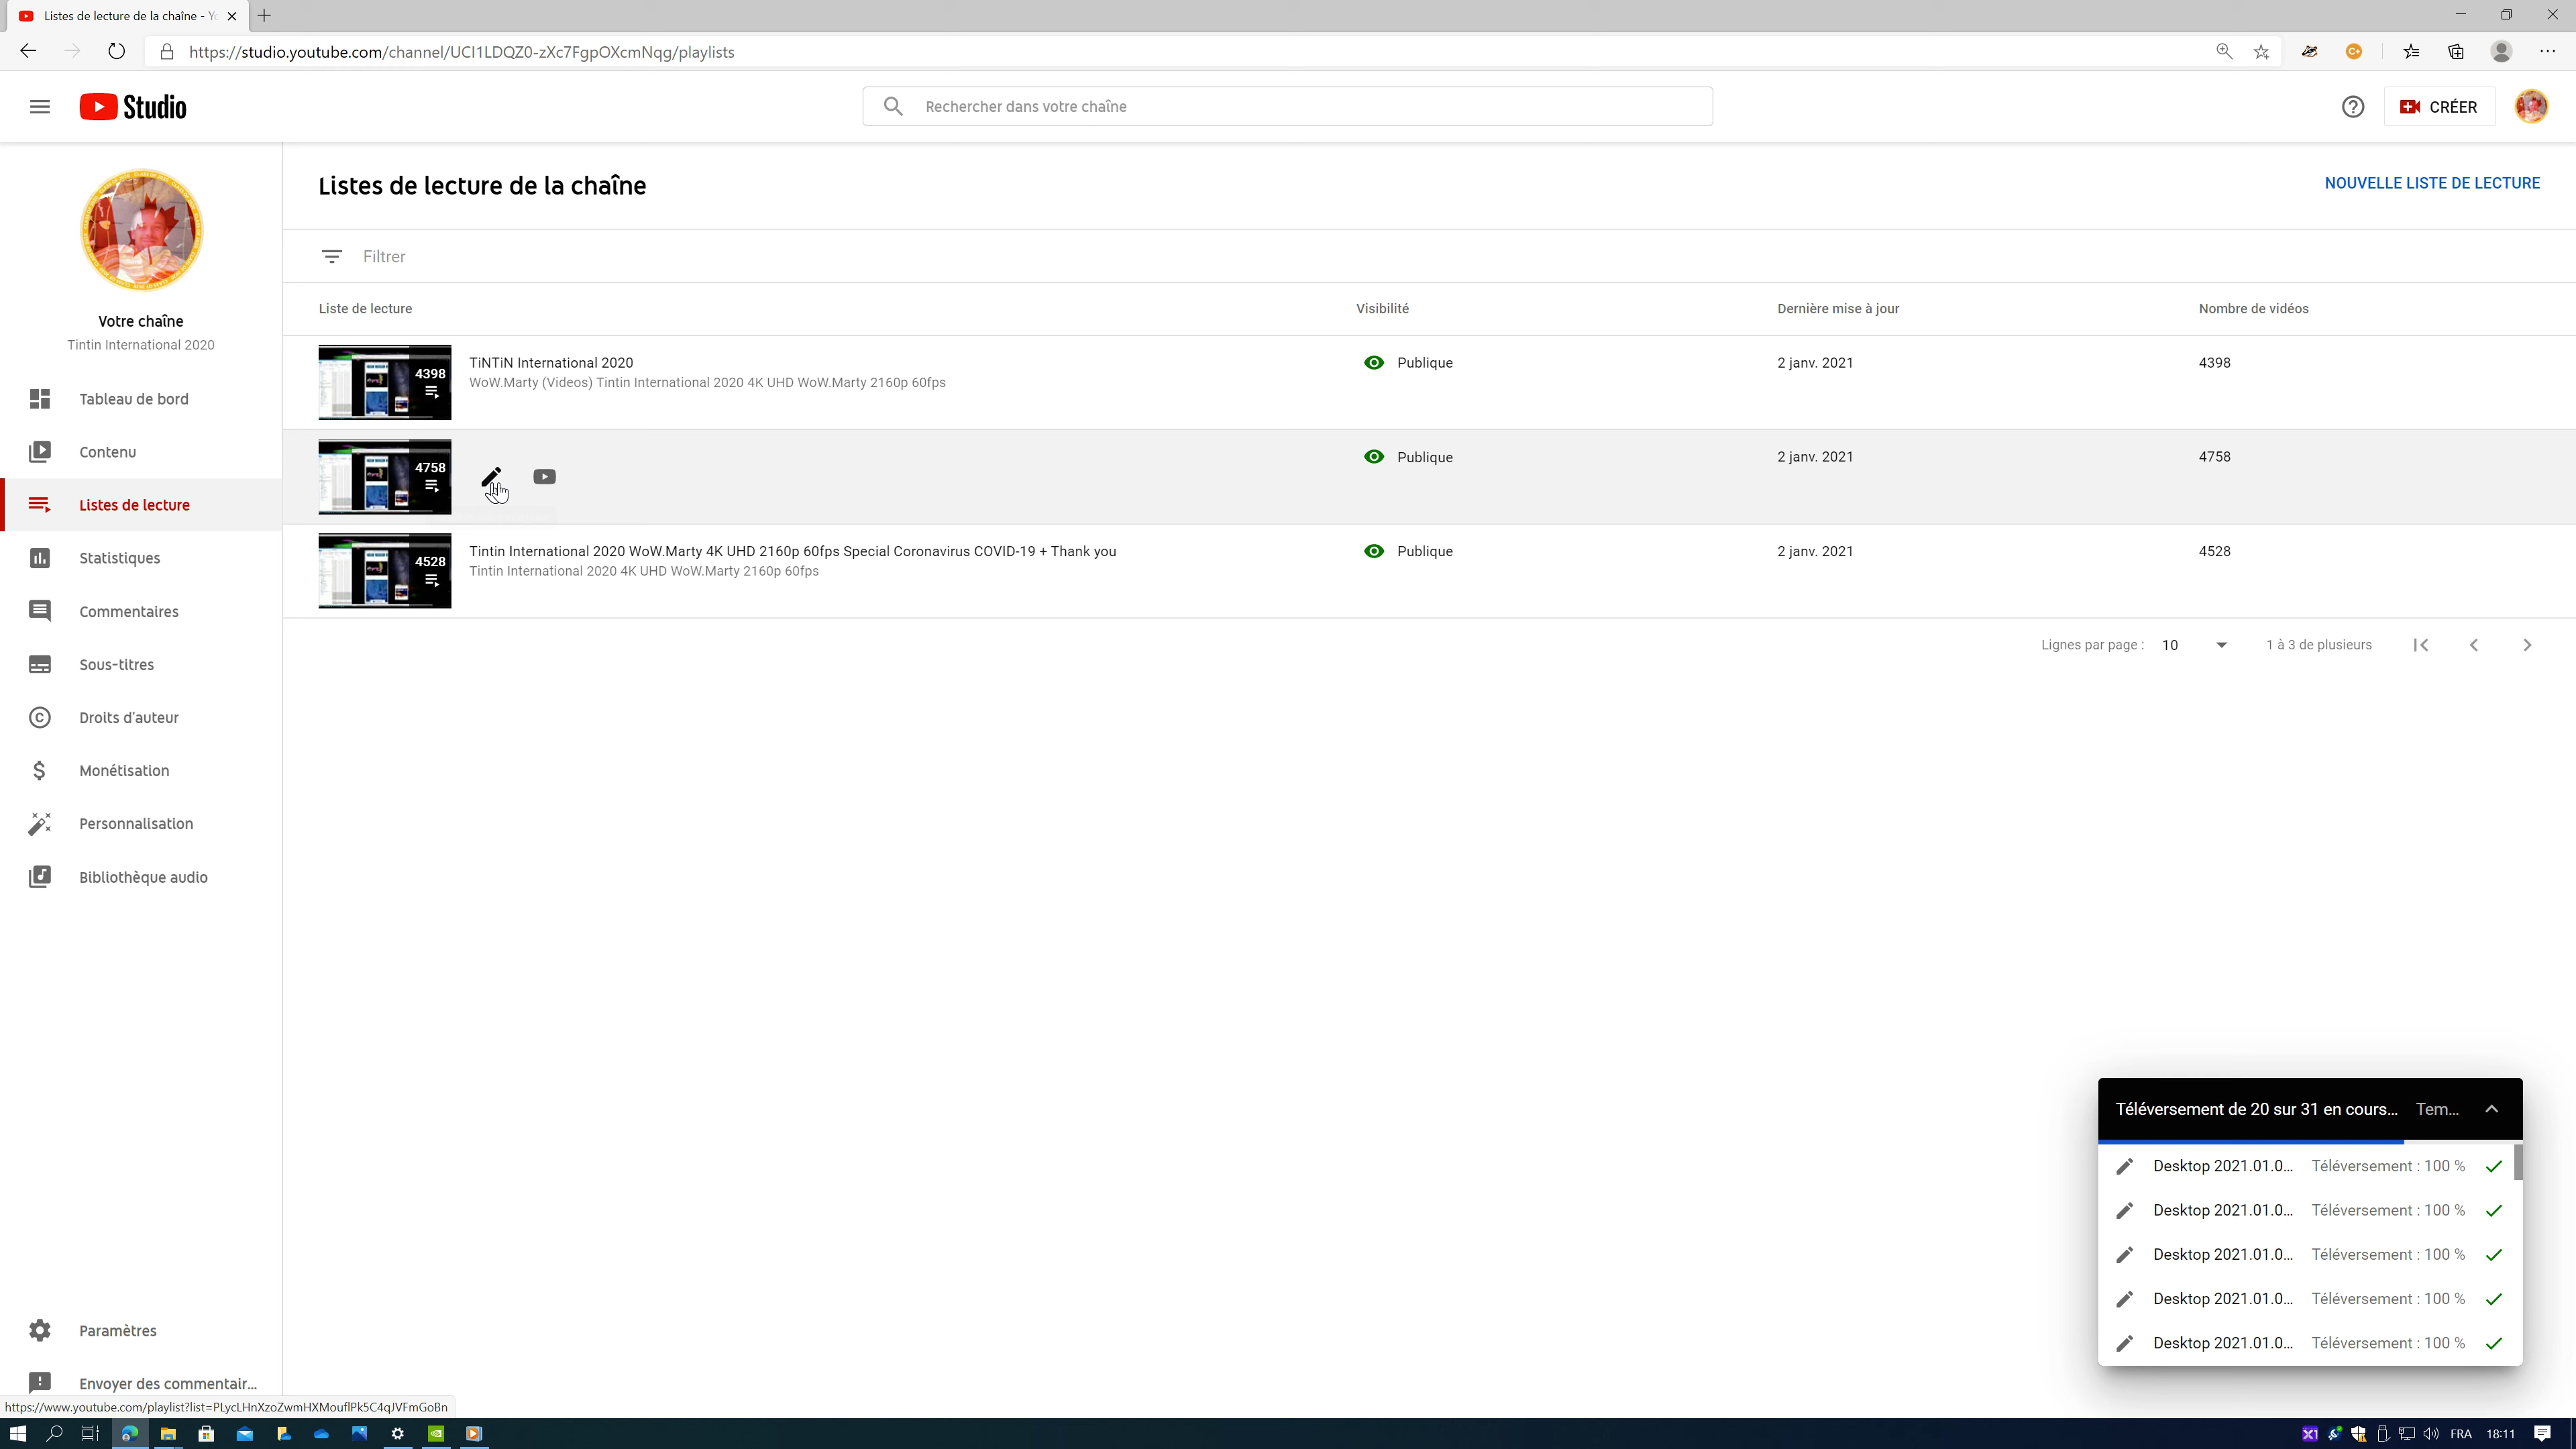 Listes de lecture de la chaîne - Yo
https://studio.youtube.com/channel/UCI1LDQZ0-zXc7FgpOXcmNqg/playlists
Studio
Rechercher dans votre chaîne
CRÉER
Votre chaîne
Tintin International 2020
Tableau de bord
Contenu
Listes de lecture
Statistiques
Commentaires
Sous-titres
Droits d'auteur
Monétisation
Personnalisation
Bibliothèque audio
Paramètres
Envoyer des commentair...
Listes de lecture de la chaîne
NOUVELLE LISTE DE LECTURE
Filtrer
Liste de lecture Visibilité Dernière mise à jour Nombre de vidéos
4398
TiNTiN International 2020 Publique 2 janv. 2021 4398
WoW.Marty (Videos) Tintin International 2020 4K UHD WoW.Marty 2160p 60fps
4758
Publique 2 janv. 2021 4758
4528
Tintin International 2020 WoW.Marty 4K UHD 2160p 60fps Special Coronavirus COVID-19 + Thank you Publique 2 janv. 2021 4528
Tintin International 2020 4K UHD WoW.Marty 2160p 60fps
Lignes par page : 10 1 à 3 de plusieurs
Téléversement de 20 sur 31 en cours... Tem...
Desktop 2021.01.0... Téléversement : 100 %
Desktop 2021.01.0... Téléversement : 100 %
Desktop 2021.01.0... Téléversement : 100 %
Desktop 2021.01.0... Téléversement : 100 %
Desktop 2021.01.0... Téléversement : 100 %
https://www.youtube.com/playlist?list=PLycLHnXzoZwmHXMouflPk5C4qJVFmGoBn
FRA 18:11